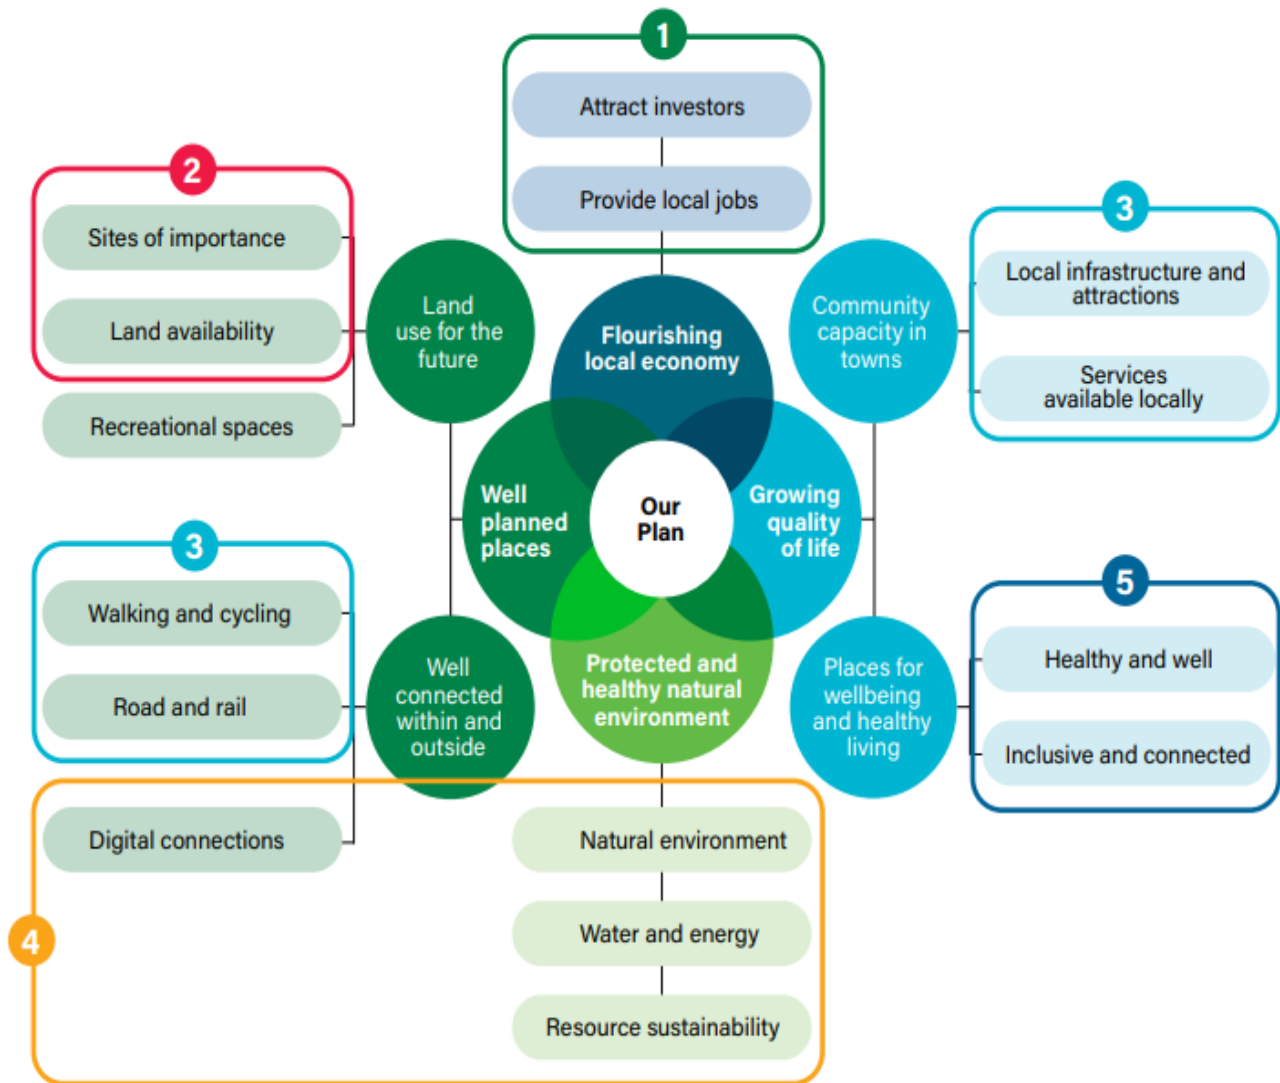 1
Attract investors
Provide local jobs
2
Sites of importance
Land availability
Recreational spaces
Land
use for the
future
Flourishing
local economy
Community
capacity in
towns
3
Local infrastructure and
attractions
Services
available locally
Well
planned
places
Our
Plan
Growing
quality
of life
3
Walking and cycling
Road and rail
Digital connections
Well
connected
within and
outside
Protected and
healthy natural
environment
Places for
wellbeing
and healthy
living
5
Healthy and well
Inclusive and connected
4
Natural environment
Water and energy
Resource sustainability